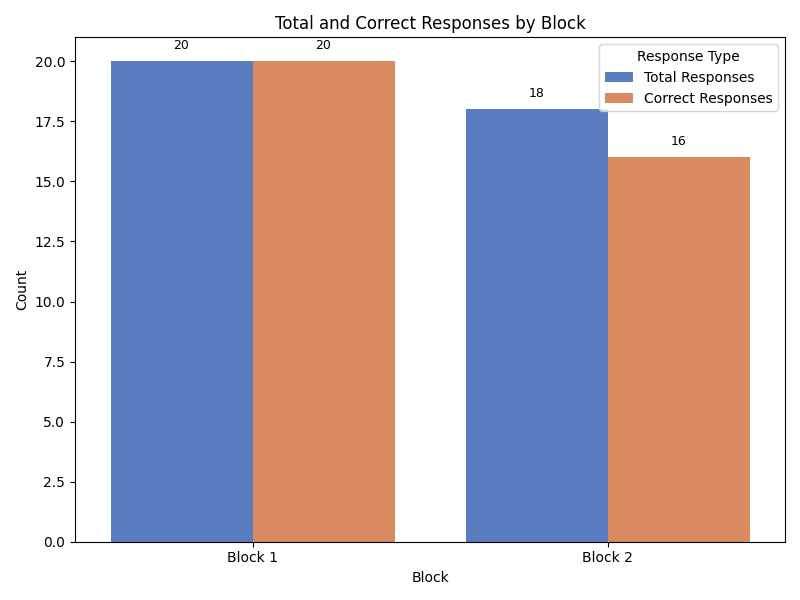 Total and Correct Responses by Block
20
20
18
16
Response Type
Total Responses
Correct Responses
Count
20.0
17.5
15.0
12.5
10.0
7.5
5.0
2.5
0.0
Block 1
Block 2
Block